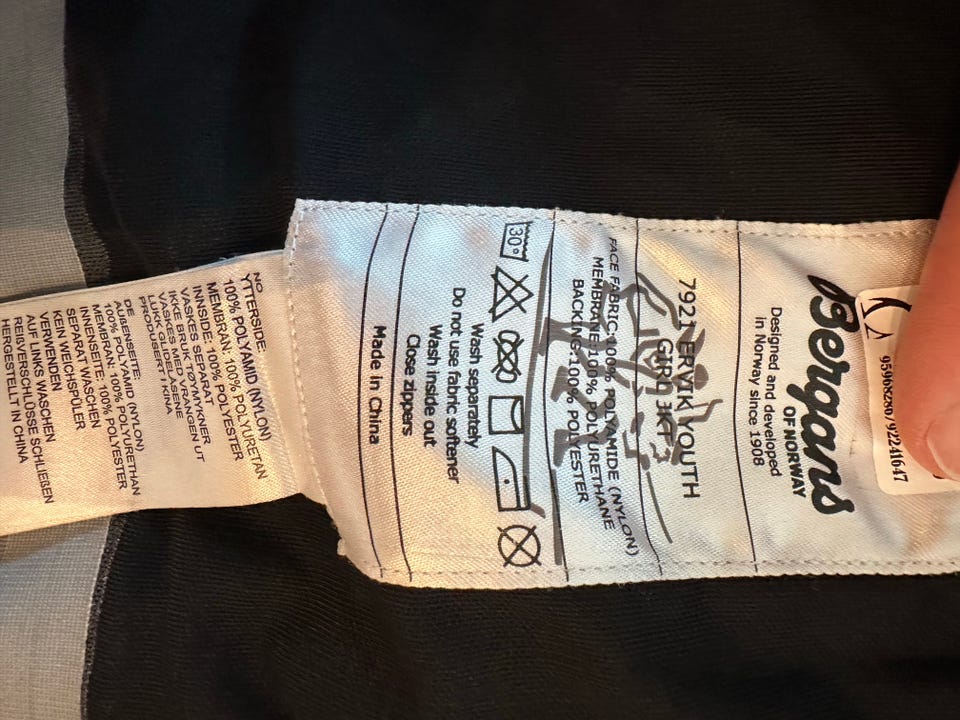 95968290 92241647
Bergans
OF NORWAY
Designed and developed
in Norway since 1908
7921 ERVIK YOUTH
FACE FABRIC:100% POLYAMIDE (NYLON)
MEMBRANE:100% POLYURETHANE
BACKING:100% POLYESTER
30°
Wash separately
Do not use fabric softener
Wash inside out
Close zippers
Made in China
NO
YTTERSIDE:
100% POLYAMID (NYLON)
MEMBRAN: 100% POLYURETAN
INNSIDE: 100% POLYESTER
VASKES SEPARAT
IKKE BRUK TØYMYKNER
VASKES MED VRANGEN UT
LUKK GLIDELÅSENE
PRODUSERT I KINA
DE
AUßENSEITE:
100% POLYAMID (NYLON)
MEMBRAN: 100% POLYURETHAN
INNENSEITE: 100% POLYESTER
SEPARAT WASCHEN
KEIN WEICHSPÜLER
VERWENDEN
AUF LINKS WASCHEN
REIßVERSCHLÜSSE SCHLIEßEN
HERGESTELLT IN CHINA